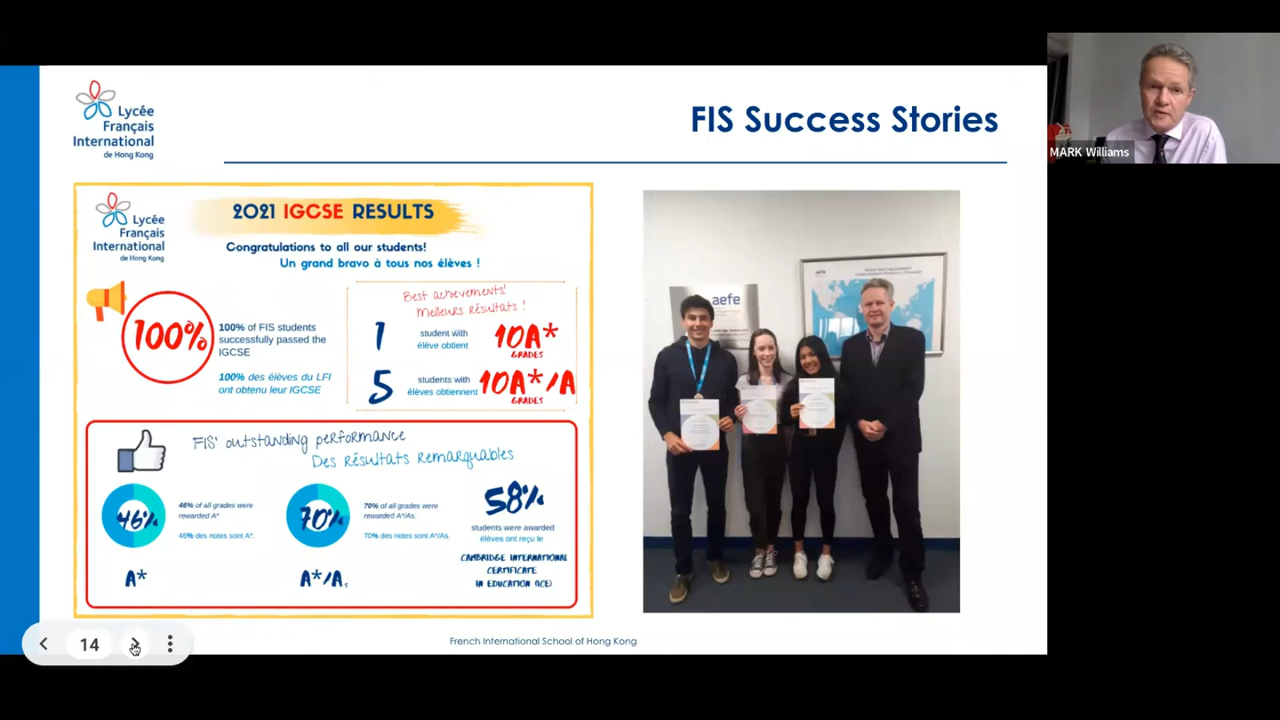 Lycée
Français
International
de Hong Kong
FIS Success Stories
MARK Williams
Lycée
Français
International
de Hong Kong
2021 IGCSE RESULTS
Congratulations to all our students!
Un grand bravo à tous nos élèves !
100%
100% of FIS students
successfully passed the
IGCSE
100% des élèves du LFI
ont obtenu leur IGCSE
Best achievements!
Meilleurs Résultats !
1
student with
élève obtient
10A*
GRADES
5
students with
élèves obtiennent
10A*/A
GRADES
FIS' outstanding performance
Des Résultats Remarquables
46%
46% of all grades were
rewarded A*
46% des notes sont A*.
A*
70%
70% of all grades were
rewarded A*/As.
70% des notes sont A*/As.
A*/A
58%
students were awarded
élèves ont reçu le
CAMBRIDGE INTERNATIONAL
CERTIFICATE
IN EDUCATION (ICE)
aefe
French International School of Hong Kong
14